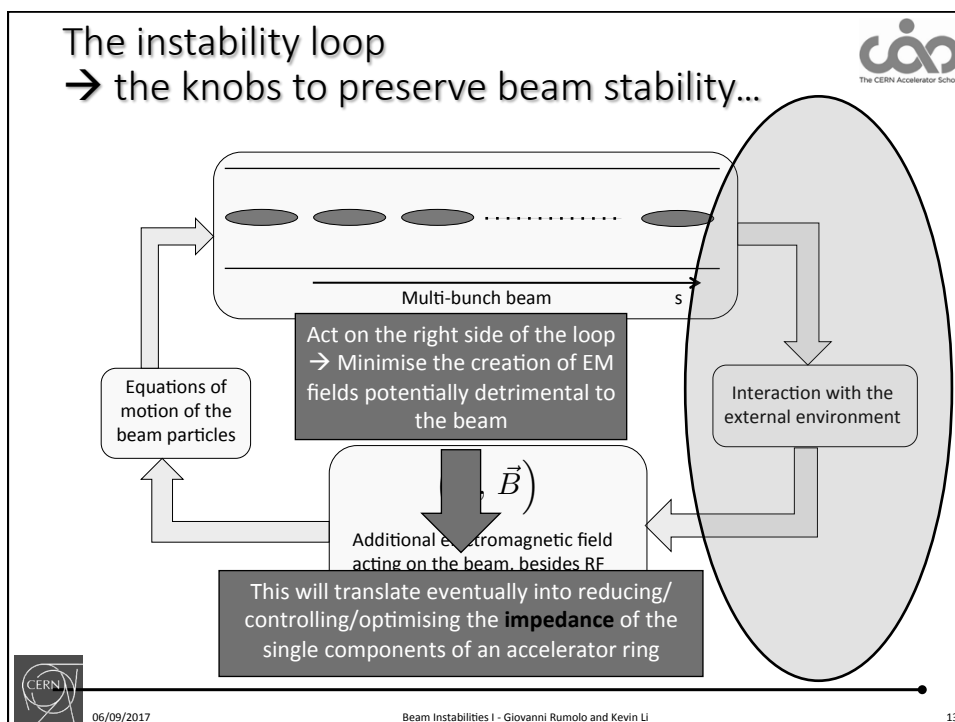 The instability loop
→ the knobs to preserve beam stability…
The CERN Accelerator Scho
Multi-bunch beam s
Act on the right side of the loop
→ Minimise the creation of EM
fields potentially detrimental to
the beam
Equations of
motion of the
beam particles
Interaction with the
external environment
( , B⃗)
Additional electromagnetic field
acting on the beam, besides RF
This will translate eventually into reducing/
controlling/optimising the impedance of the
single components of an accelerator ring
CERN
06/09/2017 Beam Instabilities I - Giovanni Rumolo and Kevin Li 13